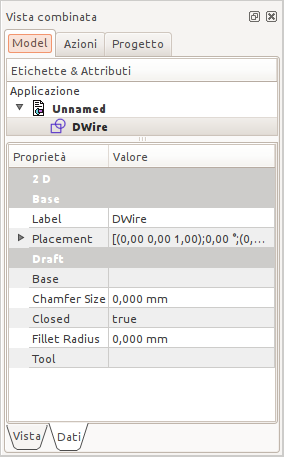 Vista combinata
Model Azioni Progetto
Etichette & Attributi
Applicazione
Unnamed
DWire
Proprietà Valore
2 D
Base
Label DWire
Placement [(0,00 0,00 1,00);0,00 °;(0,...
Draft
Base
Chamfer Size 0,000 mm
Closed true
Fillet Radius 0,000 mm
Tool
Vista Dati